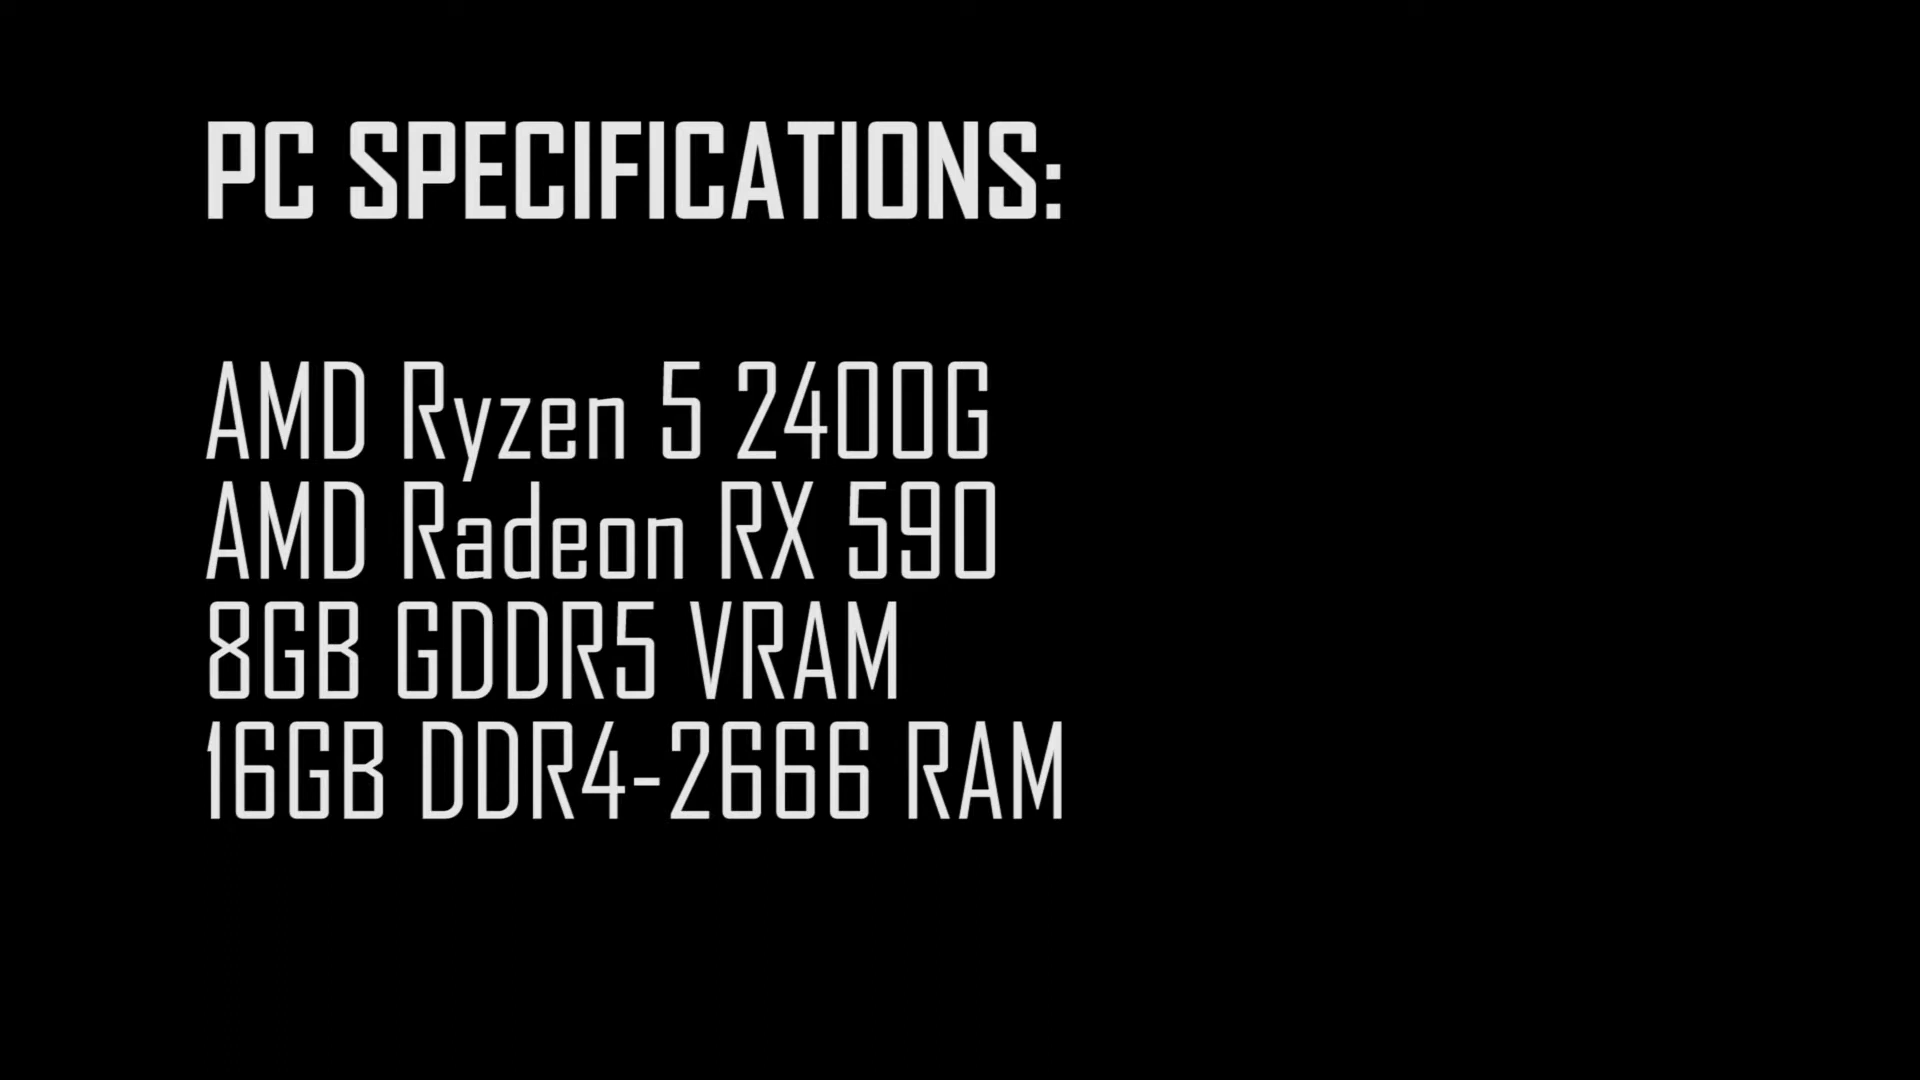 PC SPECIFICATIONS:
AMD Ryzen 5 2400G
AMD Radeon RX 590
8GB GDDR5 VRAM
16GB DDR4-2666 RAM